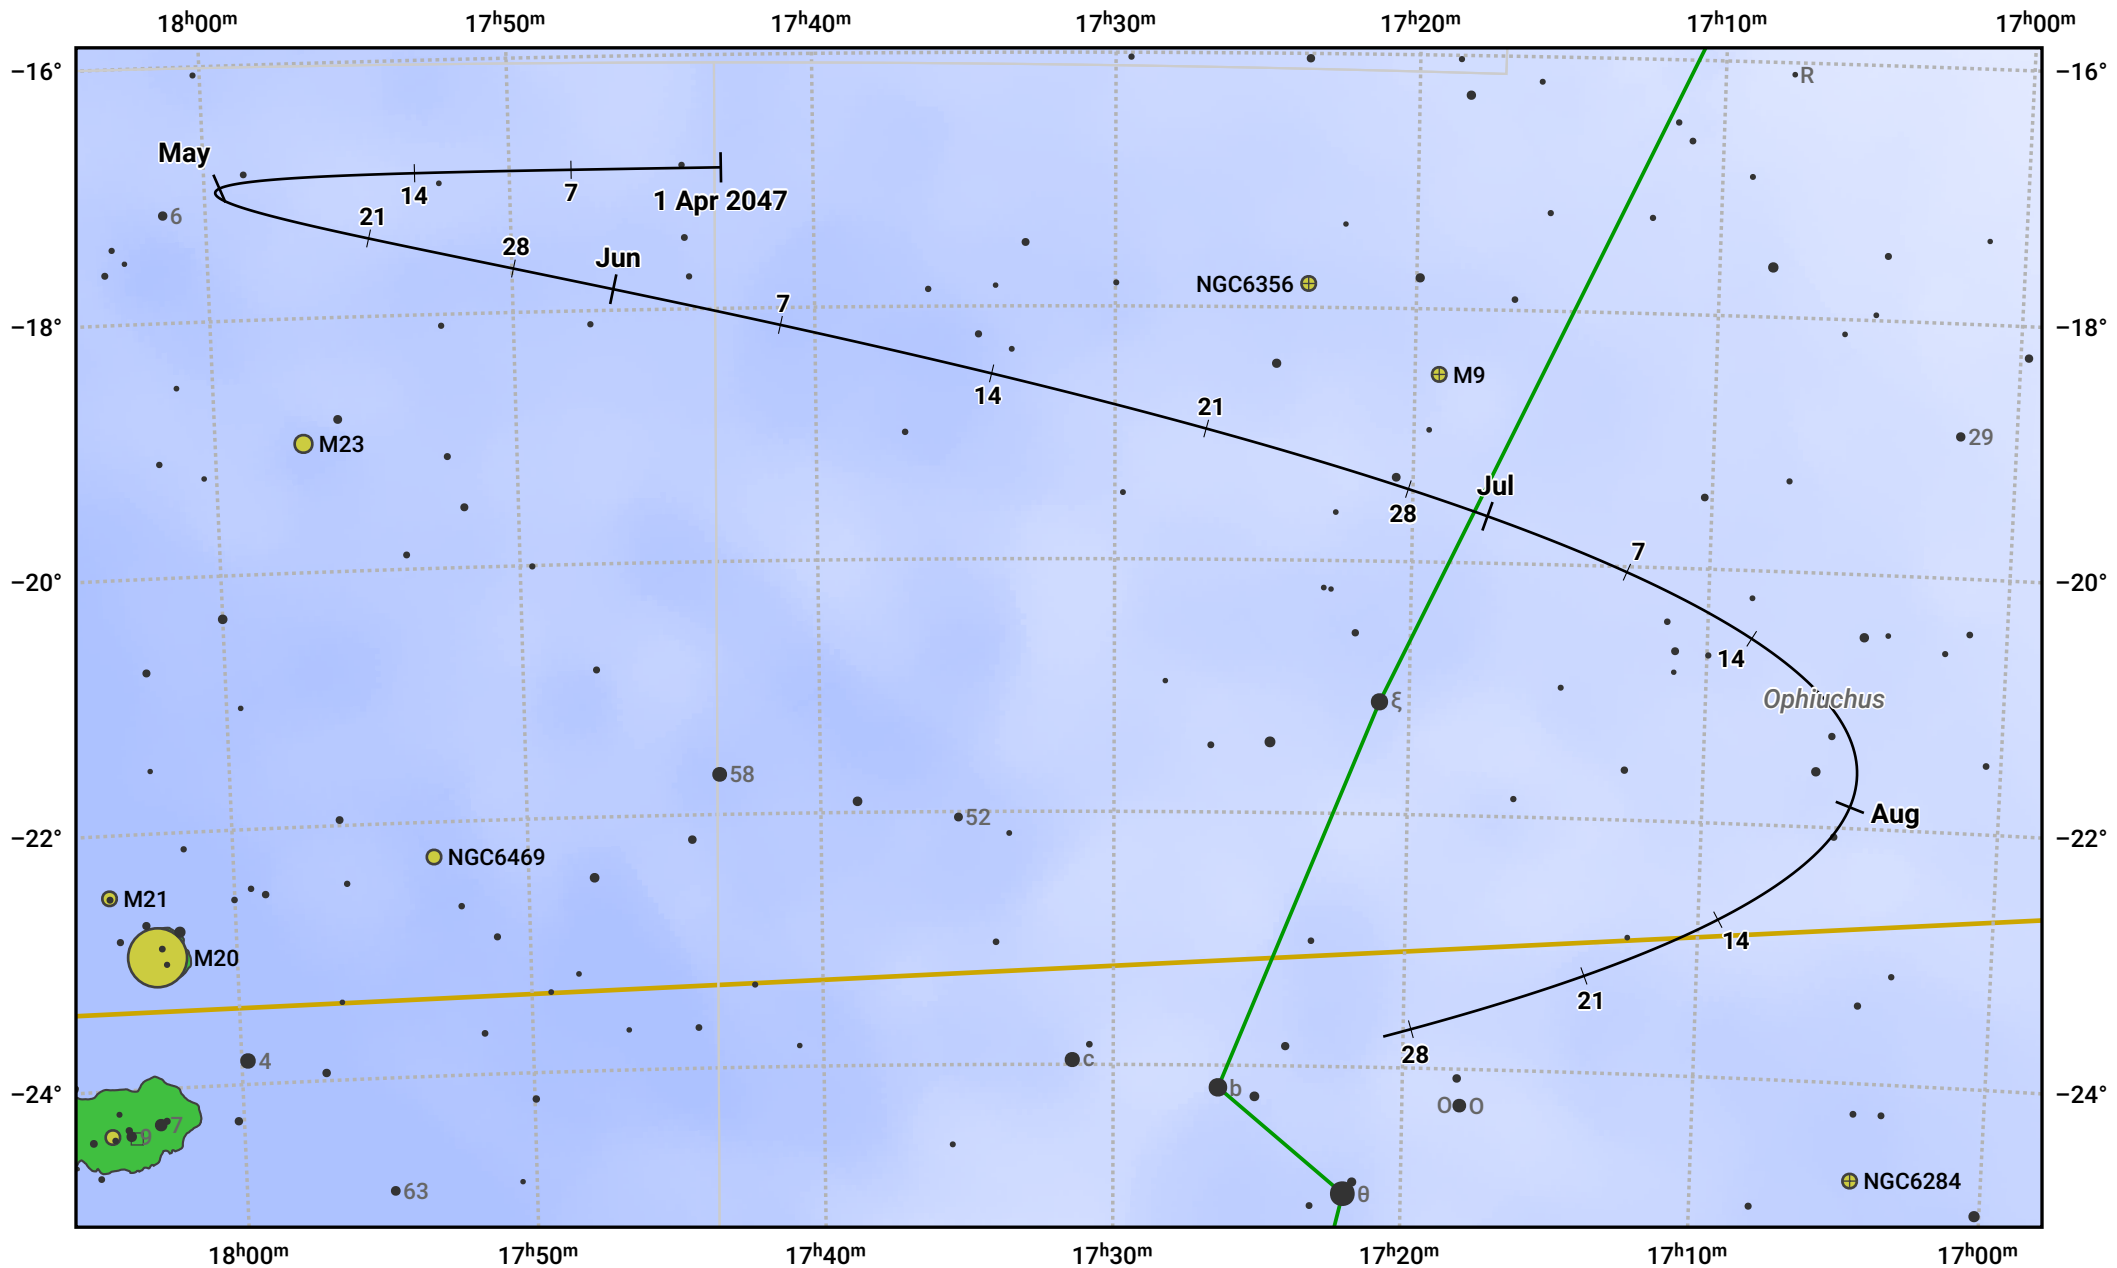 18ʰ00ᵐ 17ʰ50ᵐ 17ʰ40ᵐ 17ʰ30ᵐ 17ʰ20ᵐ 17ʰ10ᵐ 17ʰ00ᵐ
−16° −16°
R
May
14 7
1 Apr 2047
6
21
28
Jun
NGC6356
7
−18° −18°
M9
14
21
29
M23
Jul
28
7
−20° −20°
14
ξ
Ophiuchus
58
52
Aug
−22° −22°
NGC6469
M21
14
M20
21
28
4
c
b
−24° −24°
O O
7
9
NGC6284
63
θ
18ʰ00ᵐ 17ʰ50ᵐ 17ʰ40ᵐ 17ʰ30ᵐ 17ʰ20ᵐ 17ʰ10ᵐ 17ʰ00ᵐ